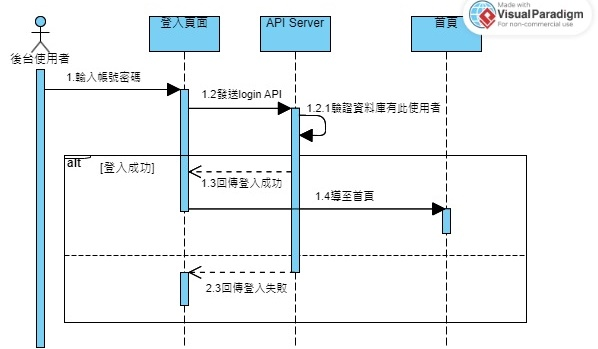 Made with
VisualParadigm
For non-commercial use
後台使用者
登入頁面
API Server
首頁
1.輸入帳號密碼
1.2發送login API
1.2.1驗證資料庫有此使用者
alt
[登入成功]
1.3回傳登入成功
1.4導至首頁
2.3回傳登入失敗